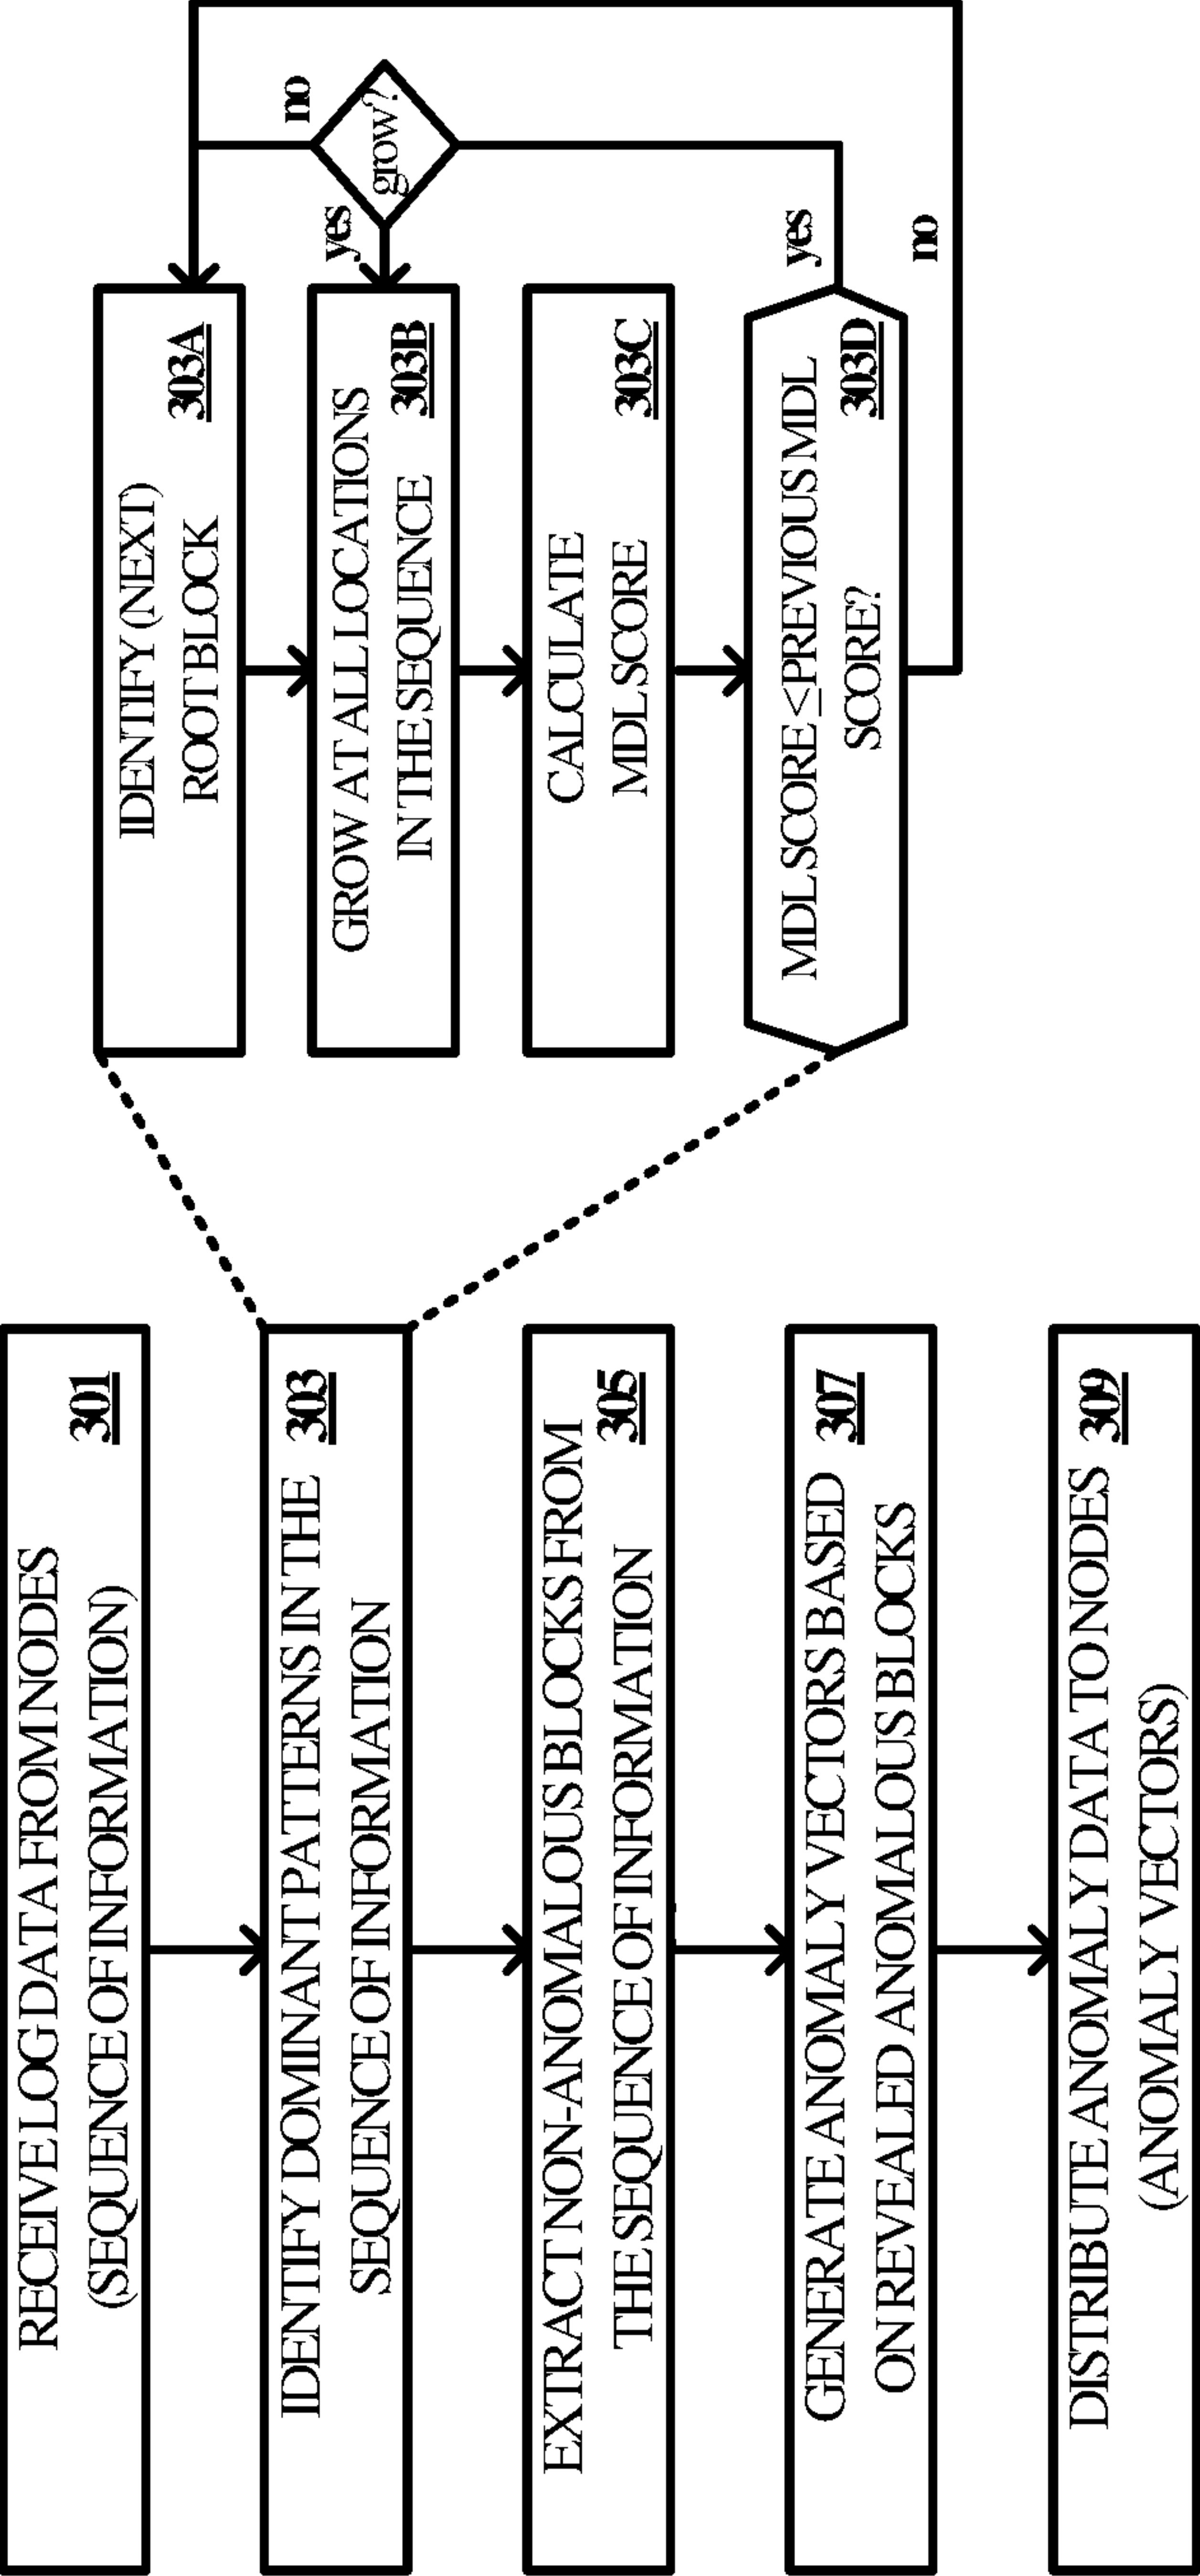 RECEIVE LOG DATA FROM NODES
(SEQUENCE OF INFORMATION)
301
IDENTIFY DOMINANT PATTERNS IN THE
SEQUENCE OF INFORMATION
303
EXTRACT NON-ANOMALOUS BLOCKS FROM
THE SEQUENCE OF INFORMATION
305
GENERATE ANOMALY VECTORS BASED
ON REVEALED ANOMALOUS BLOCKS
307
DISTRIBUTE ANOMALY DATA TO NODES
(ANOMALY VECTORS)
309
IDENTIFY (NEXT)
ROOT BLOCK
303A
GROW AT ALL LOCATIONS
IN THE SEQUENCE
303B
CALCULATE
MDL SCORE
303C
MDL SCORE ≤ PREVIOUS MDL
SCORE?
303D
no
grow?
yes
yes
no